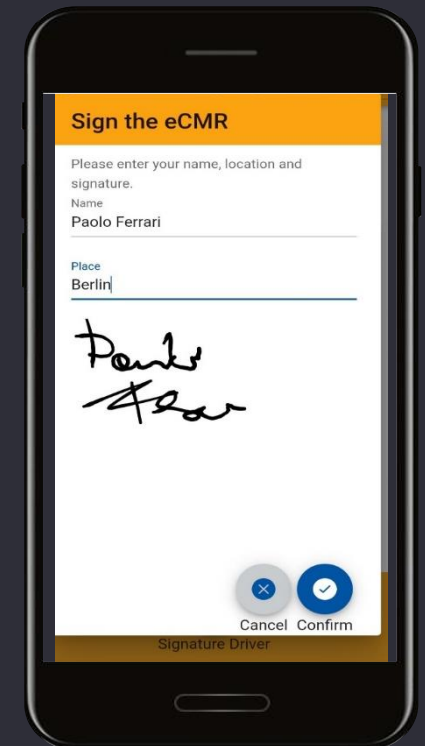 Sign the eCMR
Please enter your name, location and
signature.
Name
Paolo Ferrari
Place
Berlin
Cancel Confirm
Signature Driver